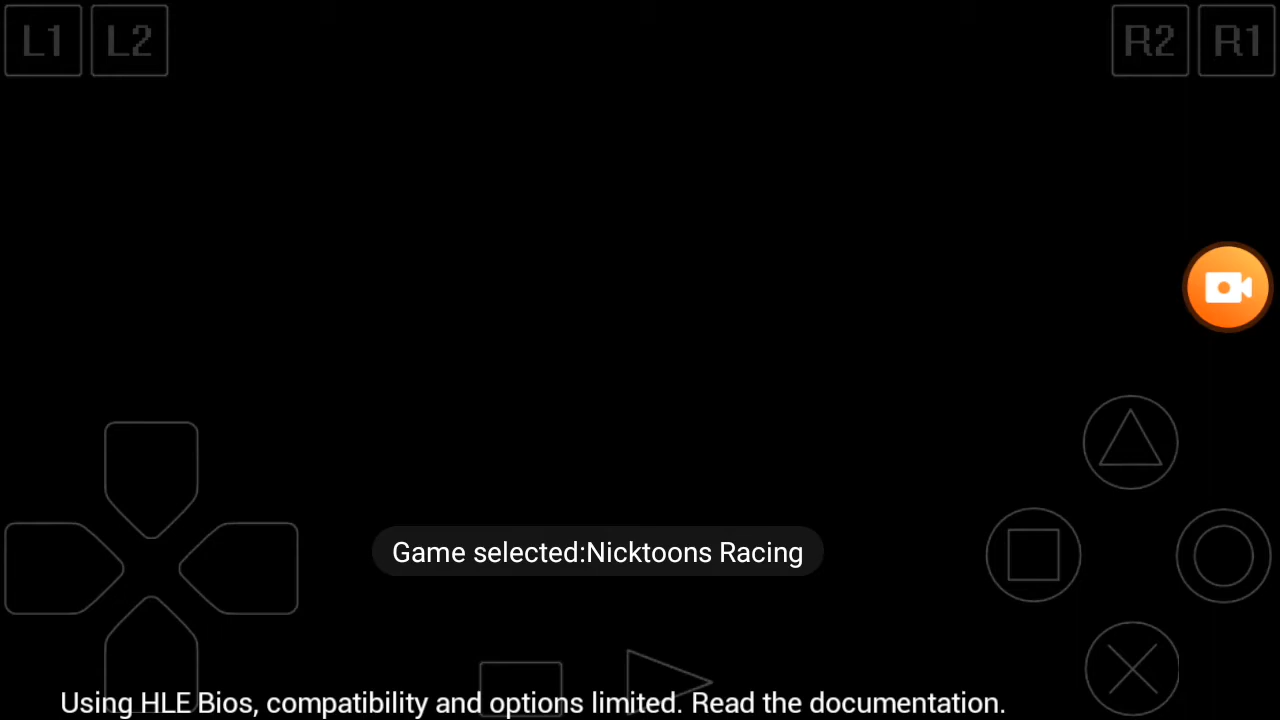 L1 L2 R2 R1
Game selected:Nicktoons Racing
Using HLE Bios, compatibility and options limited. Read the documentation.